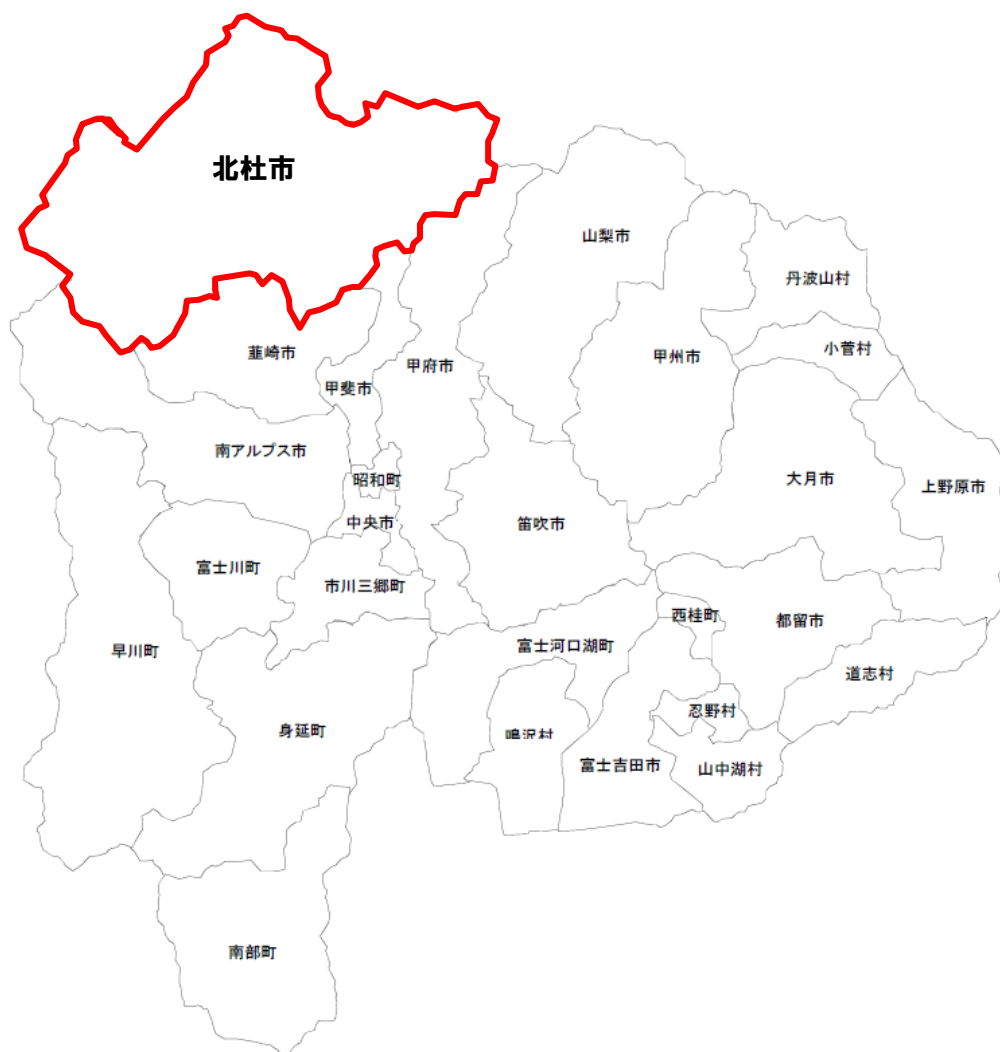 北杜市
山梨市
丹波山村
韮崎市
甲府市
甲州市
小菅村
甲斐市
南アルプス市
昭和町
大月市
上野原市
中央市
笛吹市
富士川町
市川三郷町
西桂町
都留市
早川町
富士河口湖町
道志村
身延町
鳴沢村
忍野村
富士吉田市
山中湖村
南部町